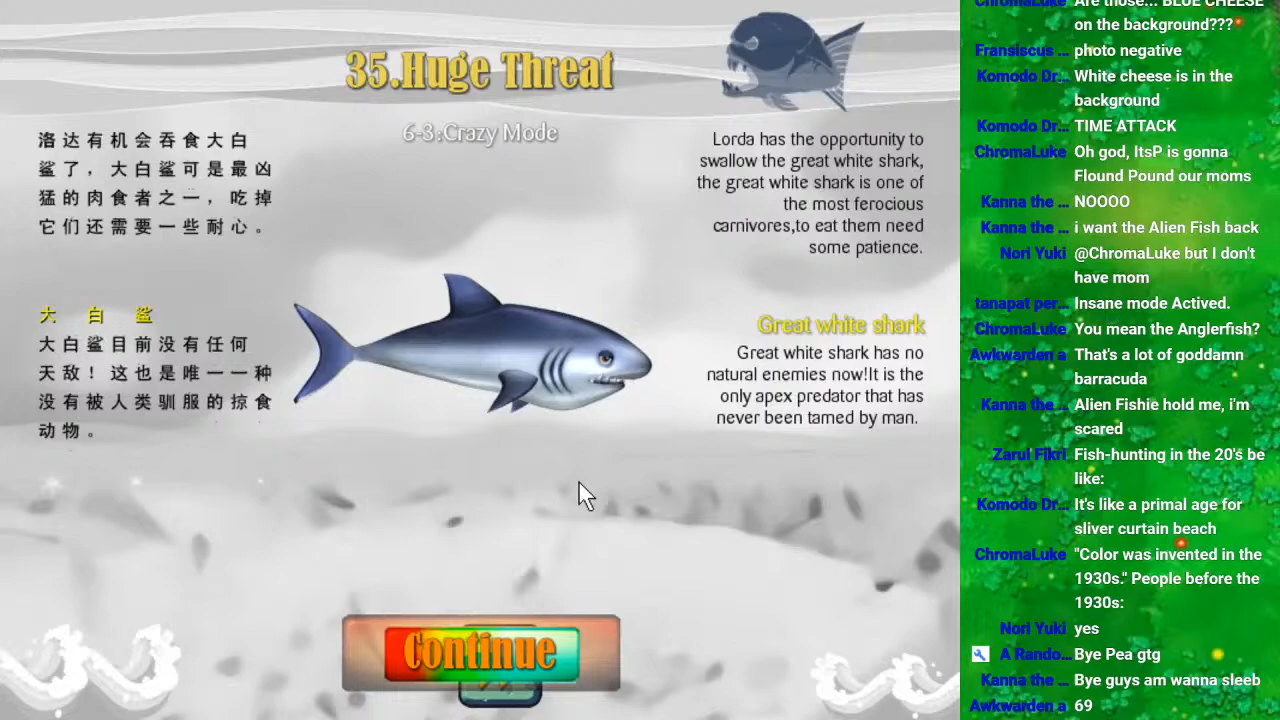 35.Huge Threat
6-3:Crazy Mode
洛达有机会吞食大白
鲨了，大白鲨可是最凶
猛的肉食者之一，吃掉
它们还需要一些耐心。
大白鲨
大白鲨目前没有任何
天敌！这也是唯一一种
没有被人类驯服的掠食
动物。
Lorda has the opportunity to
swallow the great white shark,
the great white shark is one of
the most ferocious
carnivores,to eat them need
some patience.
Great white shark
Great white shark has no
natural enemies now!It is the
only apex predator that has
never been tamed by man.
Continue
ChromaLuke Are those... BLUE CHEESE
on the background???
Fransiscus ... photo negative
Komodo Dr... White cheese is in the
background
Komodo Dr... TIME ATTACK
ChromaLuke Oh god, ItsP is gonna
Flound Pound our moms
Kanna the ... NOOOO
Kanna the ... i want the Alien Fish back
Nori Yuki @ChromaLuke but I don't
have mom
tanapat per... Insane mode Actived.
ChromaLuke You mean the Anglerfish?
Awkwarden a That's a lot of goddamn
barracuda
Kanna the ... Alien Fishie hold me, i'm
scared
Zarul Fikri Fish-hunting in the 20's be
like:
Komodo Dr... It's like a primal age for
sliver curtain beach
ChromaLuke "Color was invented in the
1930s." People before the
1930s:
Nori Yuki yes
A Rando... Bye Pea gtg
Kanna the ... Bye guys am wanna sleeb
Awkwarden a 69